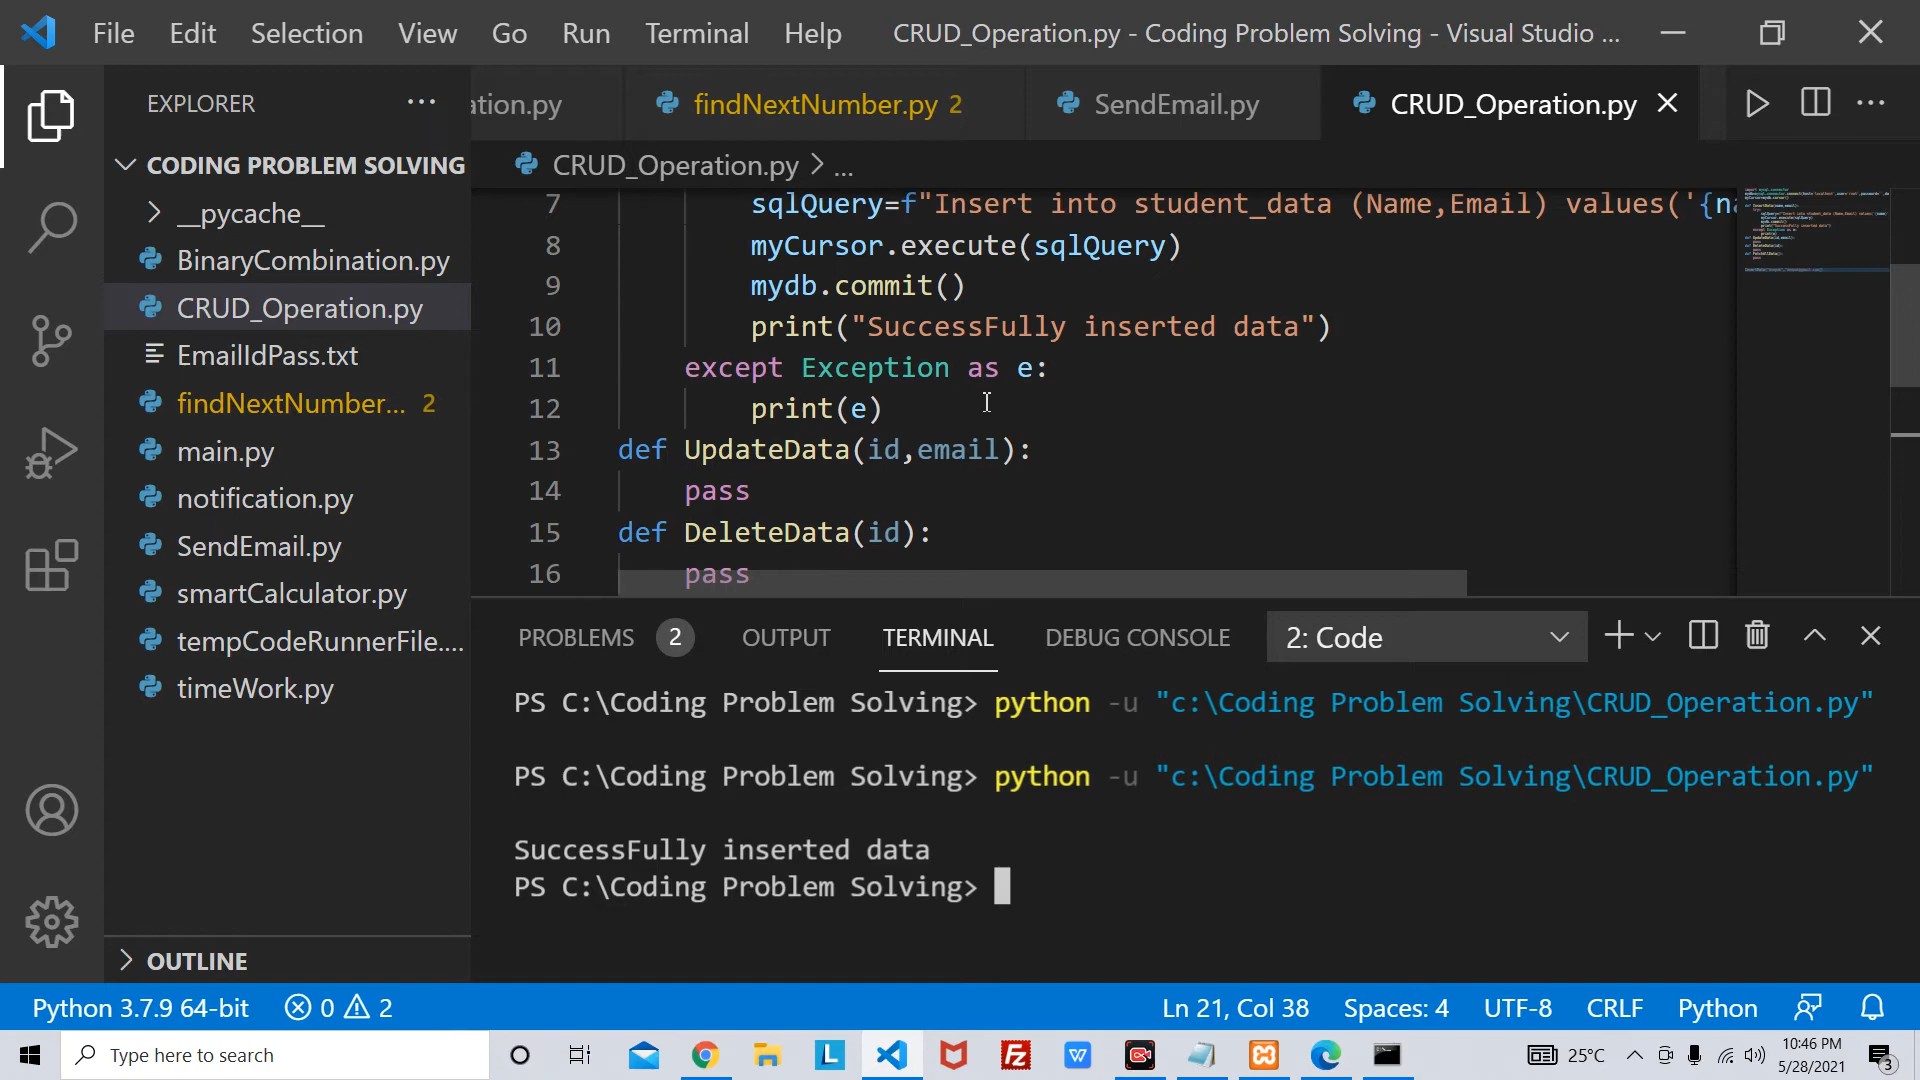 File Edit Selection View Go Run Terminal Help CRUD_Operation.py - Coding Problem Solving - Visual Studio ...
EXPLORER ...
ation.py findNextNumber.py 2 SendEmail.py CRUD_Operation.py
CODING PROBLEM SOLVING
__pycache__
BinaryCombination.py
CRUD_Operation.py
EmailIdPass.txt
findNextNumber... 2
main.py
notification.py
SendEmail.py
smartCalculator.py
tempCodeRunnerFile....
timeWork.py
OUTLINE
CRUD_Operation.py > ...
7 sqlQuery=f"Insert into student_data (Name,Email) values('{na
8 myCursor.execute(sqlQuery)
9 mydb.commit()
10 print("SuccessFully inserted data")
11 except Exception as e:
12 print(e)
13 def UpdateData(id,email):
14 pass
15 def DeleteData(id):
16 pass
PROBLEMS 2 OUTPUT TERMINAL DEBUG CONSOLE 2: Code
PS C:\Coding Problem Solving> python -u "c:\Coding Problem Solving\CRUD_Operation.py"
PS C:\Coding Problem Solving> python -u "c:\Coding Problem Solving\CRUD_Operation.py"
SuccessFully inserted data
PS C:\Coding Problem Solving>
Python 3.7.9 64-bit 0 2 Ln 21, Col 38 Spaces: 4 UTF-8 CRLF Python
Type here to search 25°C 10:46 PM
5/28/2021 3